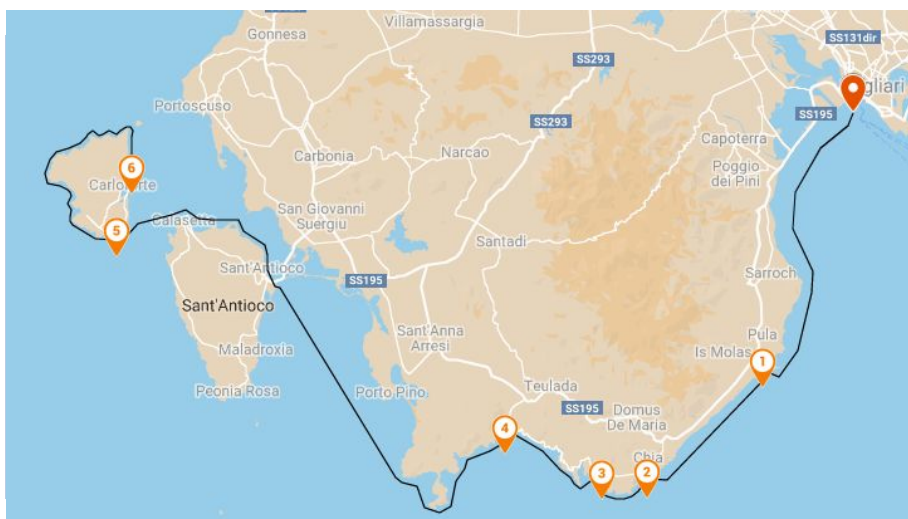 Villamassargia
SS131dir
Gonnesa
SS293
gliari
Portoscuso
SS195
SS293
Capoterra
Carbonia
Narcao
6
Poggio
dei Pini
San Giovanni
Suergiu
Calasetta
5
Santadi
Sant'Antioco
SS195
Sarroch
Sant'Antioco
Sant'Anna
Arresi
Pula
Maladroxia
Is Molas
1
Peonia Rosa
Porto Pino
Teulada
SS195
Domus
De Maria
4
Chia
3
2